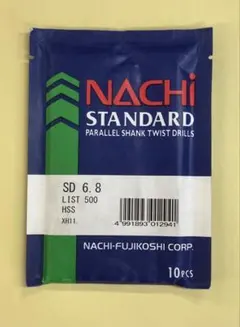 NACHi
STANDARD
PARALLEL SHANK TWIST DRILLS
SD 6.8
LIST 500
HSS
XH11.
4 991893 012941
NACHI-FUJIKOSHI CORP.
10PCS